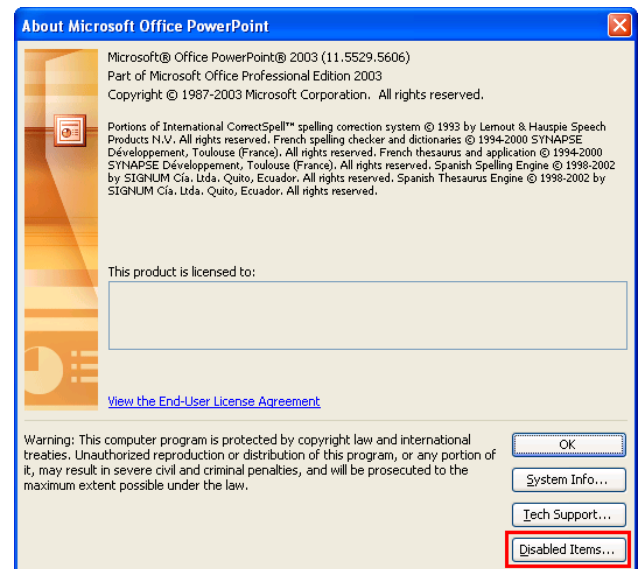 About Microsoft Office PowerPoint
Microsoft® Office PowerPoint® 2003 (11.5529.5606)
Part of Microsoft Office Professional Edition 2003
Copyright © 1987-2003 Microsoft Corporation.  All rights reserved.
Portions of International CorrectSpell™ spelling correction system © 1993 by Lernout & Hauspie Speech
Products N.V. All rights reserved. French spelling checker and dictionaries © 1994-2000 SYNAPSE
Développement, Toulouse (France). All rights reserved. French thesaurus and application © 1994-2000
SYNAPSE Développement, Toulouse (France). All rights reserved. Spanish Spelling Engine © 1998-2002
by SIGNUM Cía. Ltda. Quito, Ecuador. All rights reserved. Spanish Thesaurus Engine © 1998-2002 by
SIGNUM Cía. Ltda. Quito, Ecuador. All rights reserved.
This product is licensed to:
View the End-User License Agreement
Warning: This computer program is protected by copyright law and international
treaties. Unauthorized reproduction or distribution of this program, or any portion of
it, may result in severe civil and criminal penalties, and will be prosecuted to the
maximum extent possible under the law.
OK
System Info...
Tech Support...
Disabled Items...